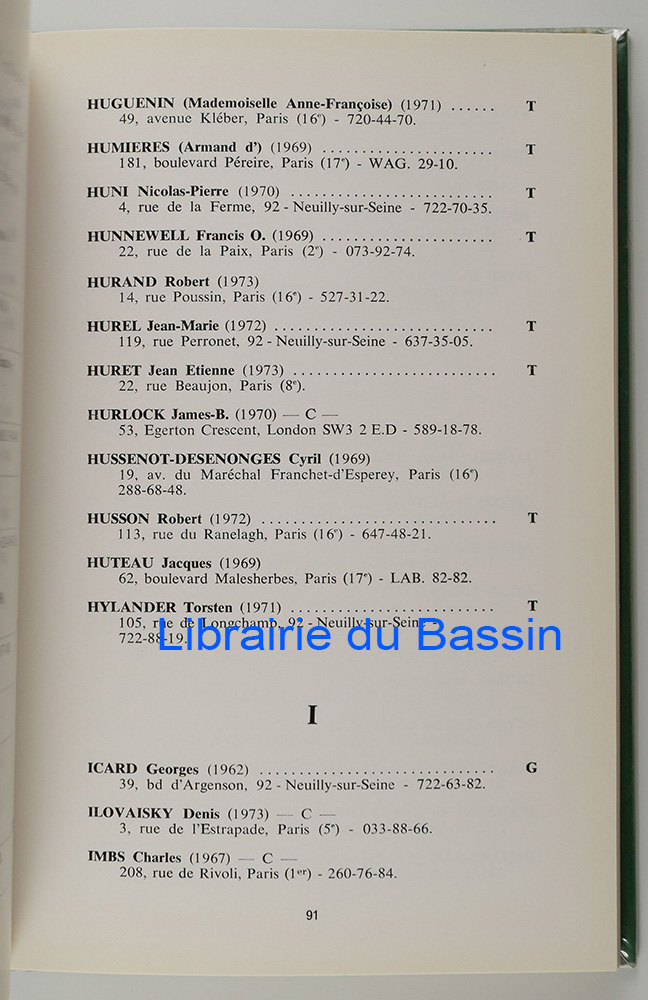 HUGUENIN (Mademoiselle Anne-Françoise) (1971) ...... T
49, avenue Kléber, Paris (16e) - 720-44-70.
HUMIERES (Armand d') (1969) ...................... T
181, boulevard Péreire, Paris (17e) - WAG. 29-10.
HUNI Nicolas-Pierre (1970) .......................... T
4, rue de la Ferme, 92 - Neuilly-sur-Seine - 722-70-35.
HUNNEWELL Francis O. (1969) ...................... T
22, rue de la Paix, Paris (2e) - 073-92-74.
HURAND Robert (1973)
14, rue Poussin, Paris (16e) - 527-31-22.
HUREL Jean-Marie (1972) ............................ T
119, rue Perronet, 92 - Neuilly-sur-Seine - 637-35-05.
HURET Jean Etienne (1973) .......................... T
22, rue Beaujon, Paris (8e).
HURLOCK James-B. (1970) — C —
53, Egerton Crescent, London SW3 2 E.D - 589-18-78.
HUSSENOT-DESENONGES Cyril (1969)
19, av. du Maréchal Franchet-d'Esperey, Paris (16e)
288-68-48.
HUSSON Robert (1972) .............................. T
113, rue du Ranelagh, Paris (16e) - 647-48-21.
HUTEAU Jacques (1969)
62, boulevard Malesherbes, Paris (17e) - LAB. 82-82.
HYLANDER Torsten (1971) .......................... T
105, rue de Longchamp, 92 - Neuilly-sur-Seine -
722-88-19.
Librairie du Bassin
I
ICARD Georges (1962) .............................. G
39, bd d'Argenson, 92 - Neuilly-sur-Seine - 722-63-82.
ILOVAISKY Denis (1973) — C —
3, rue de l'Estrapade, Paris (5e) - 033-88-66.
IMBS Charles (1967) — C —
208, rue de Rivoli, Paris (1er) - 260-76-84.
91